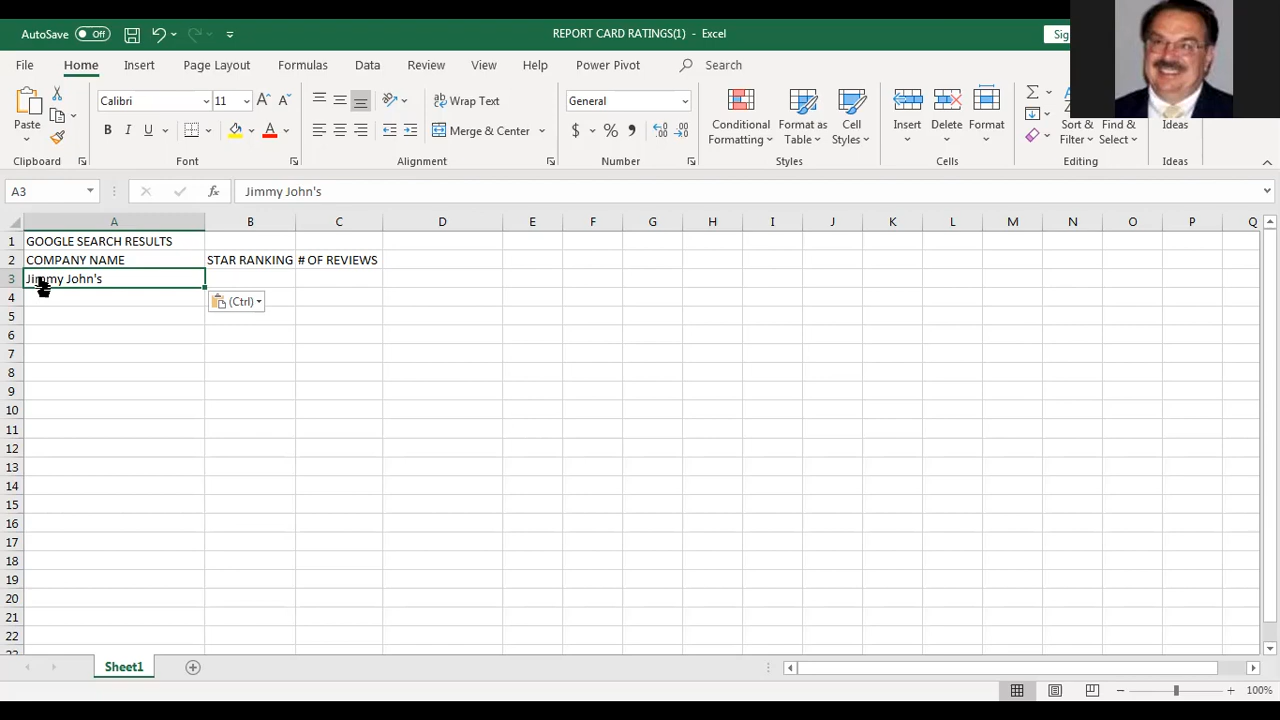 AutoSave Off REPORT CARD RATINGS(1) - Excel
File Home Insert Page Layout Formulas Data Review View Help Power Pivot Search
Paste Calibri 11 Wrap Text General Conditional Formatting Format as Table Cell Styles Insert Delete Format Sort & Filter Find & Select Ideas
B I U A Merge & Center $ % 9
Clipboard Font Alignment Number Styles Cells Editing Ideas
A3 fx Jimmy John's
A B C D E F G H I J K L M N O P Q
1 GOOGLE SEARCH RESULTS
2 COMPANY NAME STAR RANKING # OF REVIEWS
3 Jimmy John's
4 (Ctrl)
5
6
7
8
9
10
11
12
13
14
15
16
17
18
19
20
21
22
Sheet1
100%